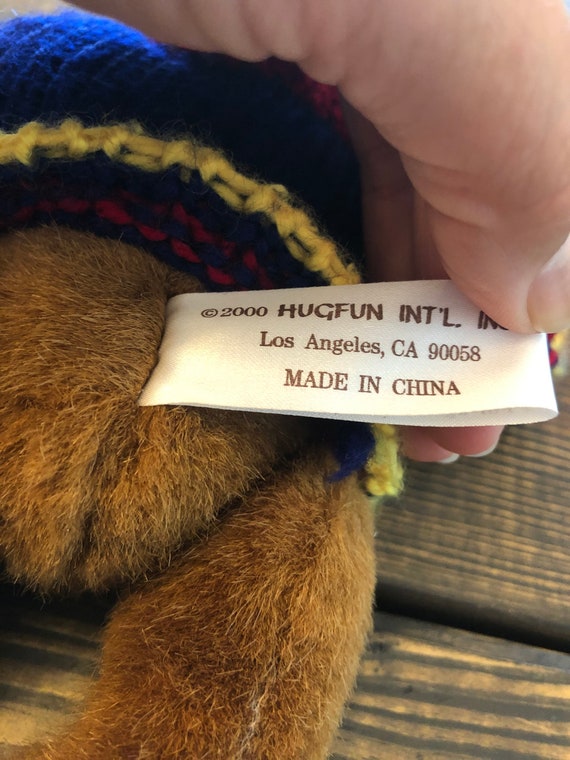 ©2000 HUGFUN INT'L.
Los Angeles, CA 90058
MADE IN CHINA